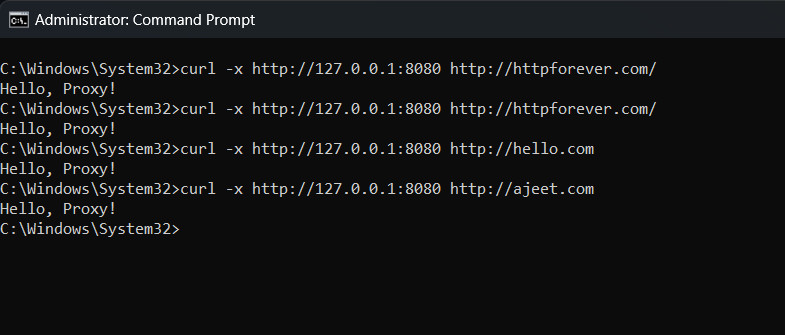 Administrator: Command Prompt
C:\Windows\System32>curl -x http://127.0.0.1:8080 http://httpforever.com/
Hello, Proxy!
C:\Windows\System32>curl -x http://127.0.0.1:8080 http://httpforever.com/
Hello, Proxy!
C:\Windows\System32>curl -x http://127.0.0.1:8080 http://hello.com
Hello, Proxy!
C:\Windows\System32>curl -x http://127.0.0.1:8080 http://ajeet.com
Hello, Proxy!
C:\Windows\System32>